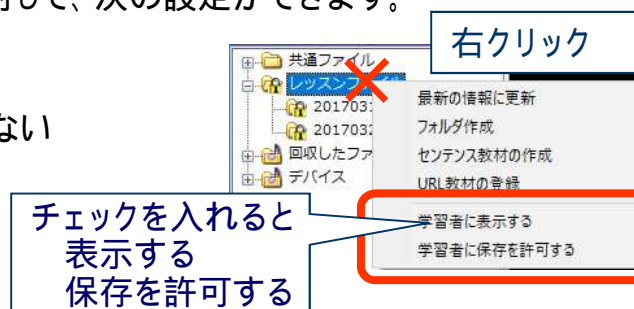 用して、次の設定ができます。
右クリック
共通ファイル
レッスンファイル
2017031
2017032
ない
回収したファ
デバイス
最新の情報に更新
フォルダ作成
センテンス教材の作成
URL教材の登録
学習者に表示する
学習者に保存を許可する
チェックを入れると
表示する
保存を許可する